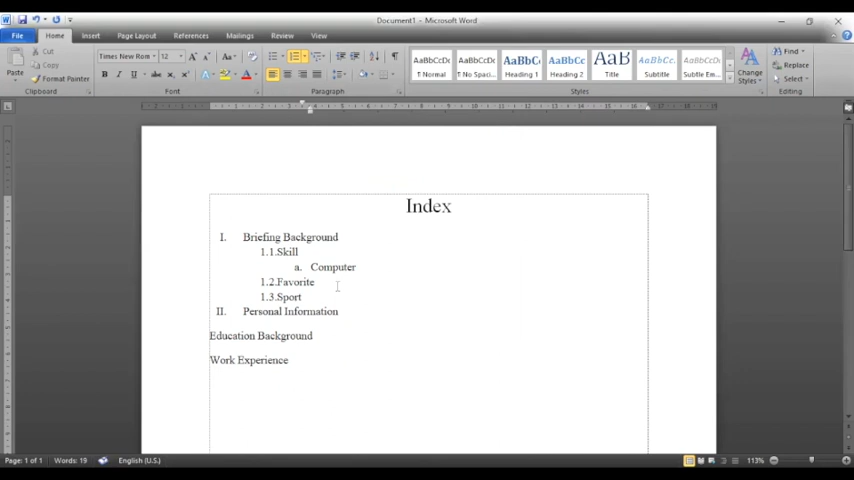 Document1 - Microsoft Word
File Home Insert Page Layout References Mailings Review View
Paste
Cut
Copy
Format Painter
Clipboard
Times New Rom 12
Font
Paragraph
AaBbCcDc AaBbCcDc AaBbC AaBbCc AaB AaBbCc. AaBbCcDc
¶ Normal ¶ No Spaci... Heading 1 Heading 2 Title Subtitle Subtle Em...
Styles
Change Styles
Find
Replace
Select
Editing
Index
I. Briefing Background
1.1.Skill
a. Computer
1.2.Favorite
1.3.Sport
II. Personal Information
Education Background
Work Experience
Page: 1 of 1 Words: 19 English (U.S.) 113%